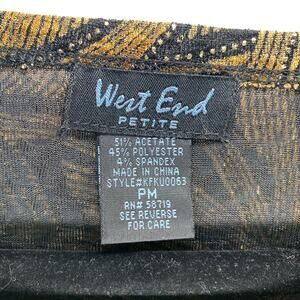 West End
PETITE
51% ACETATE
45% POLYESTER
4% SPANDEX
MADE IN CHINA
STYLE#KFKU0063
PM
RN# 58719
SEE REVERSE
FOR CARE